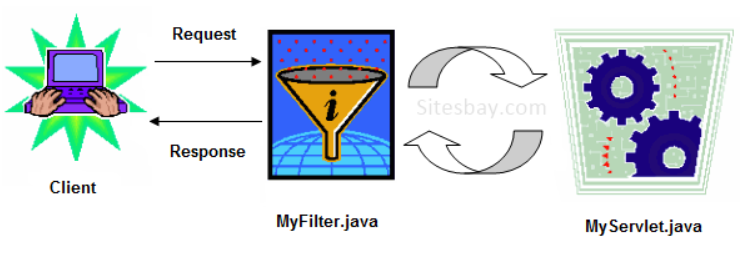 Request
Response
Client
i
MyFilter.java
Sitesbay.com
MyServlet.java